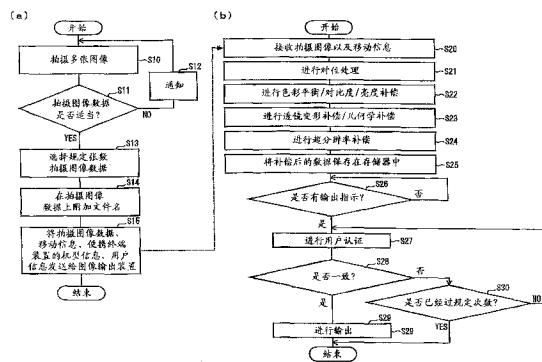 (a)
开始
拍摄多张图像
S10
S12
通知
S11
拍摄图像数据
是否适当?
NO
YES
S13
选择规定张数
拍摄图像数据
S14
在拍摄图像
数据上附加文件名
S15
将拍摄图像数据、
移动信息、便携终端
装置的机型信息、用户
信息发送给图像输出装置
结束
(b)
开始
接收拍摄图像以及移动信息
S20
进行对位处理
S21
进行色彩平衡/对比度/亮度补偿
S22
进行透镜变形补偿/几何学补偿
S23
进行超分辨率补偿
S24
将补偿后的数据保存在存储器中
S25
S26
是否有输出指示?
否
是
进行用户认证
S27
S28
是否一致?
否
是
S30
是否已经过规定次数?
NO
YES
S29
进行输出
S29
结束